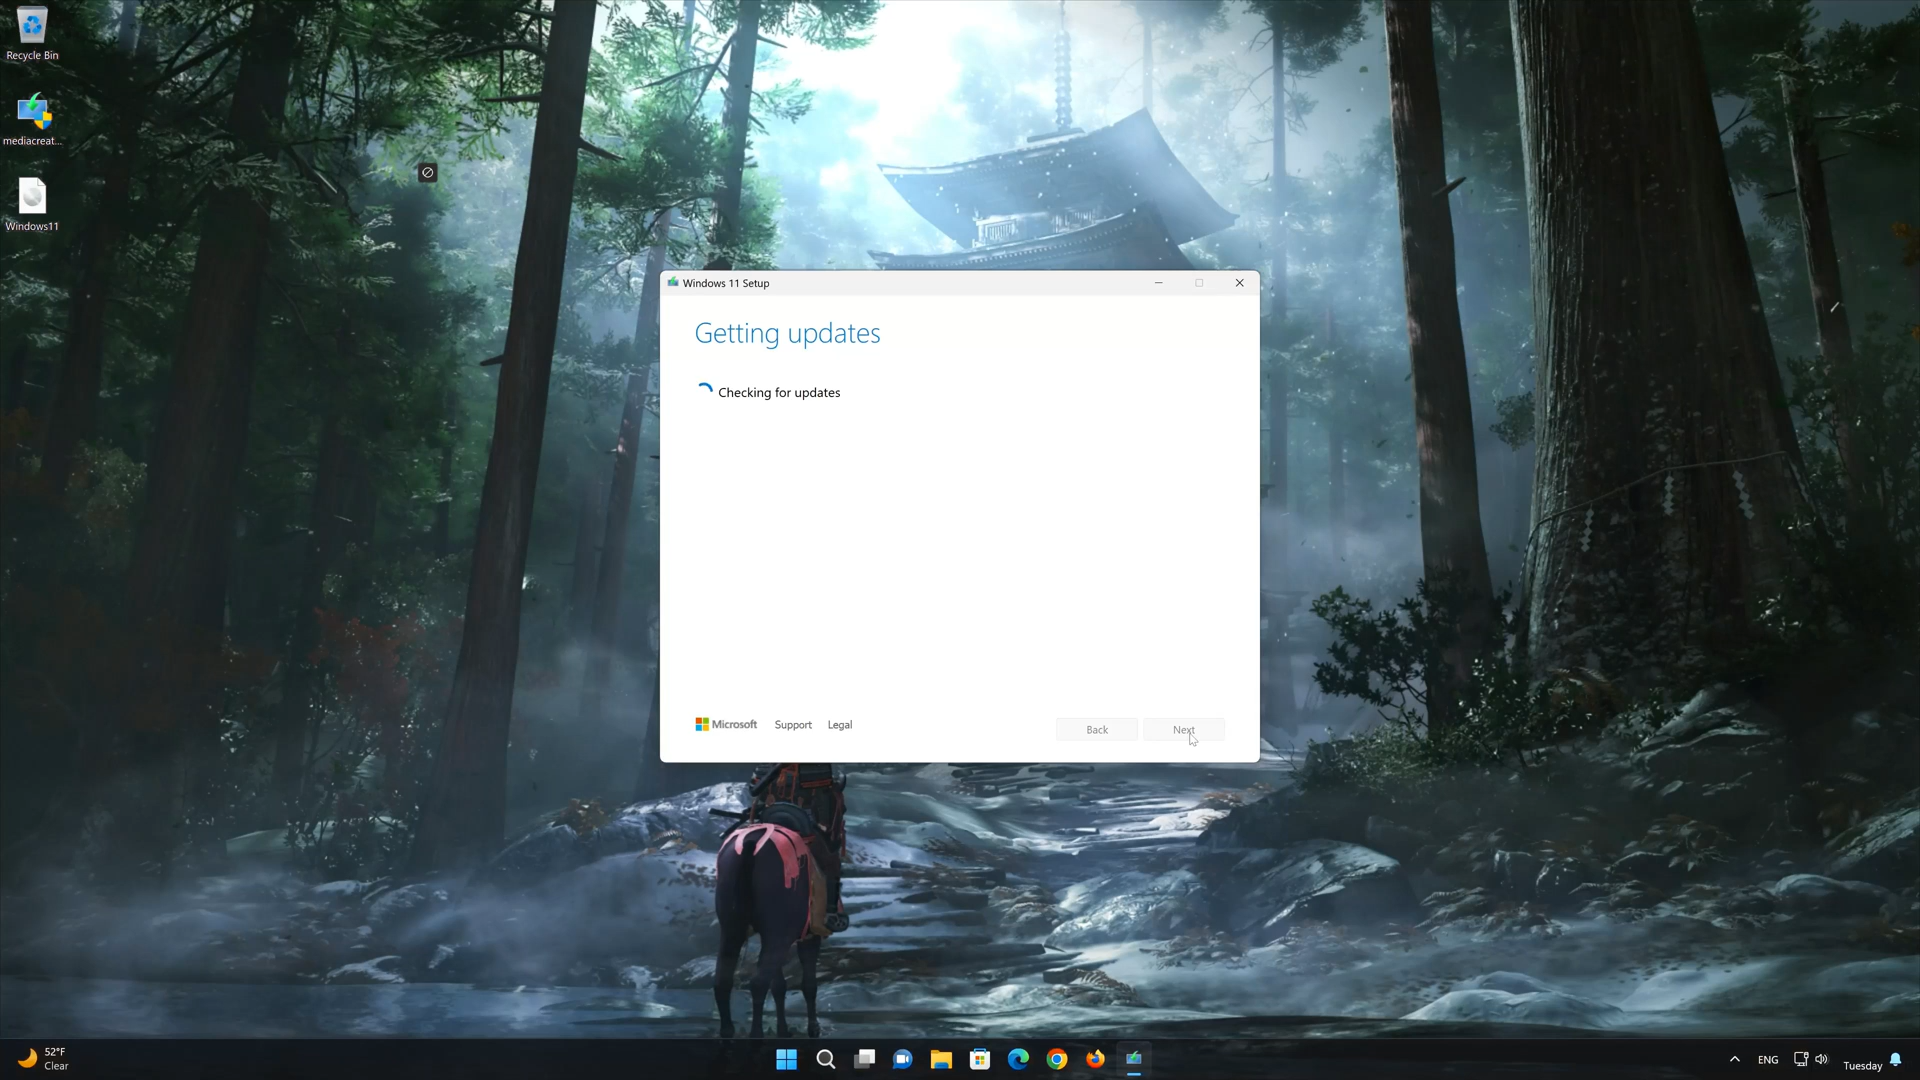 Recycle Bin
mediacreat...
Windows11
Windows 11 Setup
Getting updates
Checking for updates
Microsoft Support Legal
Back Next
52°F
Clear
ENG
Tuesday